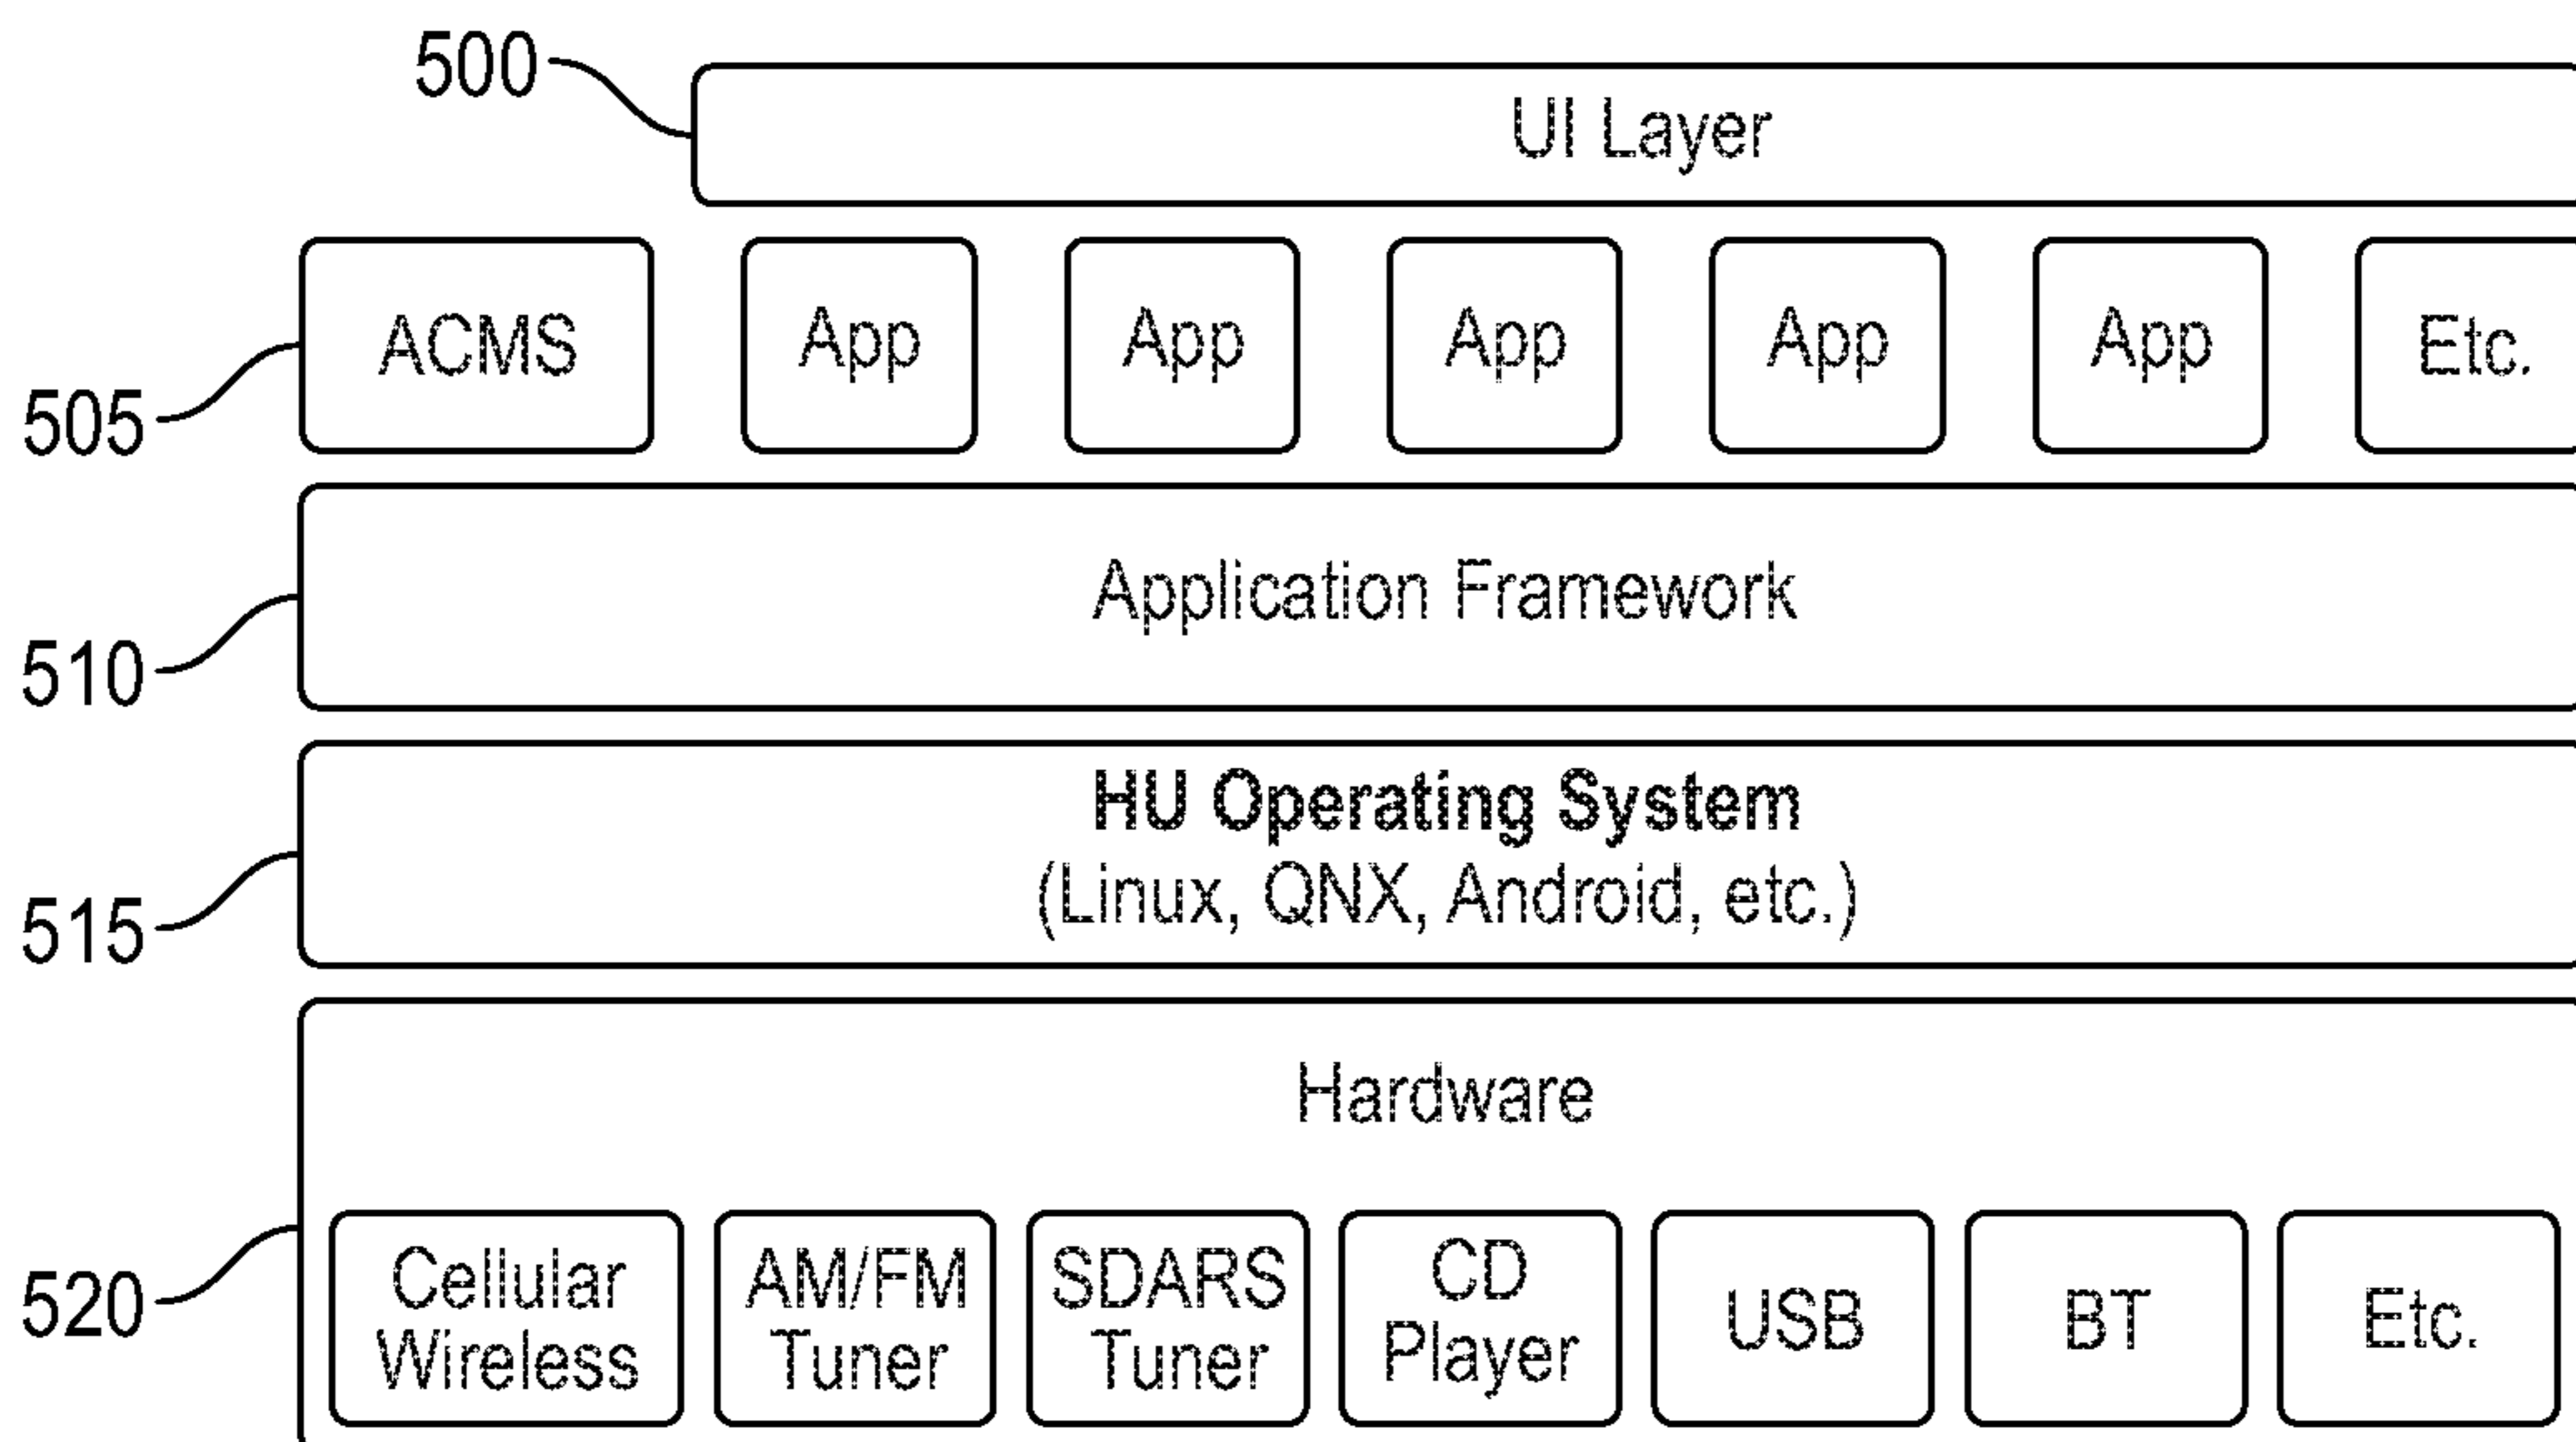 500
UI Layer
ACMS
App
App
App
App
App
Etc.
505
Application Framework
510
HU Operating System
(Linux, QNX, Android, etc.)
515
Hardware
520
Cellular
Wireless
AM/FM
Tuner
SDARS
Tuner
CD
Player
USB
BT
Etc.